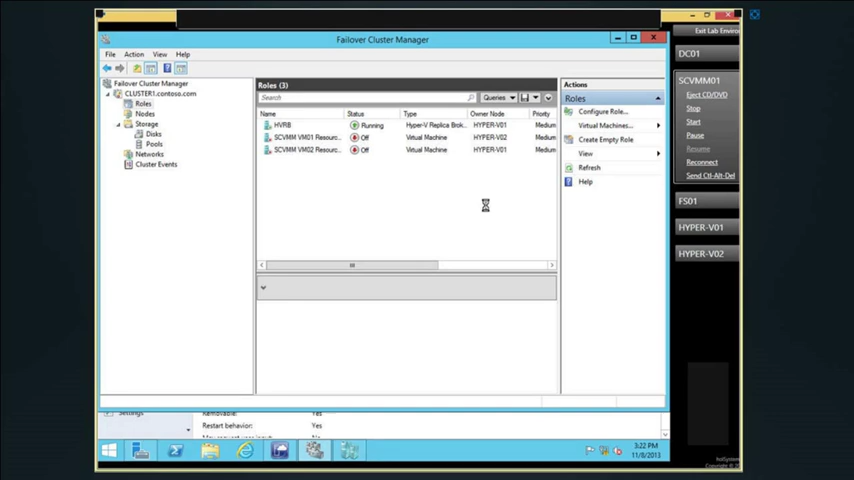 Failover Cluster Manager
File Action View Help
Failover Cluster Manager
CLUSTER1.contoso.com
Roles
Nodes
Storage
Disks
Pools
Networks
Cluster Events
Roles (3)
Search
Queries
Name Status Type Owner Node Priority
HVRB Running Hyper-V Replica Brok... HYPER-V01 Medium
SCVMM VM01 Resourc... Off Virtual Machine HYPER-V02 Medium
SCVMM VM02 Resourc... Off Virtual Machine HYPER-V01 Medium
Actions
Roles
Configure Role...
Virtual Machines...
Create Empty Role
View
Refresh
Help
Exit Lab Enviro
DC01
SCVMM01
Eject CD/DVD
Stop
Start
Pause
Resume
Reconnect
Send Ctl-Alt-Del
FS01
HYPER-V01
HYPER-V02
Settings
Removable: Yes
Restart behavior: Yes
3:22 PM
11/8/2013